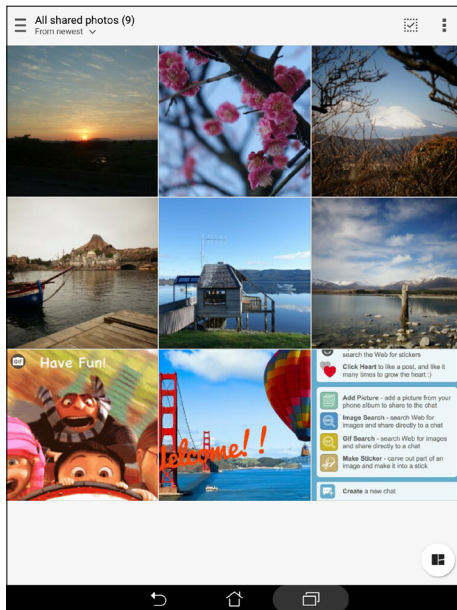 All shared photos (9)
From newest
GIF
Have Fun!
Welcome!!
search the Web for stickers
Click Heart to like a post, and like it
many times to grow the heart :)
Add Picture - add a picture from your
phone album to share to the chat
Image Search - search Web for
images and share directly to a chat
Gif Search - search Web for images
and share directly to a chat
Make Sticker - carve out part of an
image and make it into a stick
Create a new chat